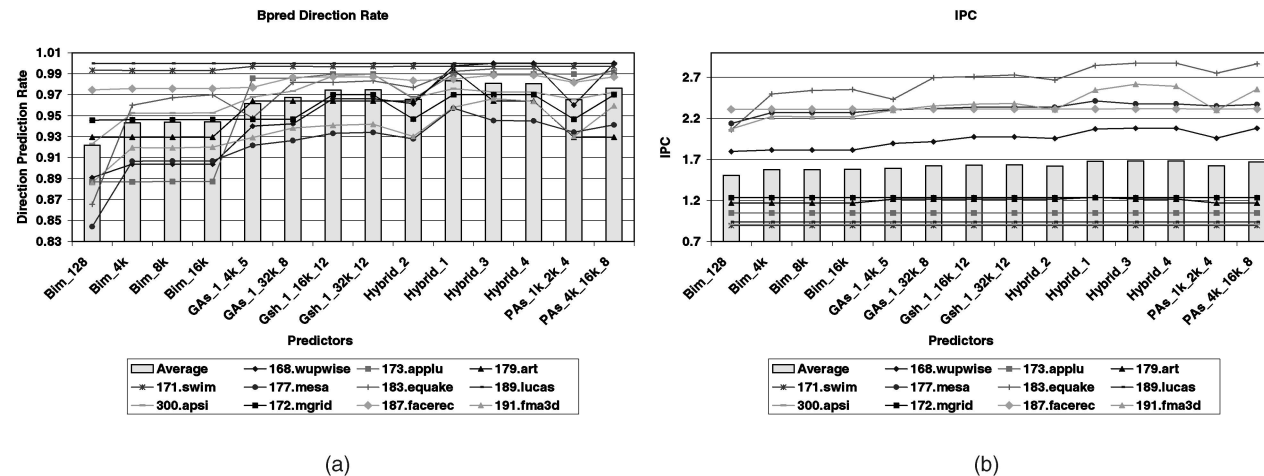 Bpred Direction Rate
Direction Prediction Rate
1.01
0.99
0.97
0.95
0.93
0.91
0.89
0.87
0.85
0.83
Bim_128
Bim_4k
Bim_8k
Bim_16k
GAs_1_4k_5
GAs_1_32k_8
Gsh_1_16k_12
Gsh_1_32k_12
Hybrid_2
Hybrid_1
Hybrid_3
Hybrid_4
PAs_1k_2k_4
PAs_4k_16k_8
Predictors
Average 168.wupwise 173.applu 179.art
171.swim 177.mesa 183.equake 189.lucas
300.apsi 172.mgrid 187.facerec 191.fma3d
(a)
IPC
IPC
2.7
2.2
1.7
1.2
0.7
Bim_128
Bim_4k
Bim_8k
Bim_16k
GAs_1_4k_5
GAs_1_32k_8
Gsh_1_16k_12
Gsh_1_32k_12
Hybrid_2
Hybrid_1
Hybrid_3
Hybrid_4
PAs_1k_2k_4
PAs_4k_16k_8
Predictors
Average 168.wupwise 173.applu 179.art
171.swim 177.mesa 183.equake 189.lucas
300.apsi 172.mgrid 187.facerec 191.fma3d
(b)